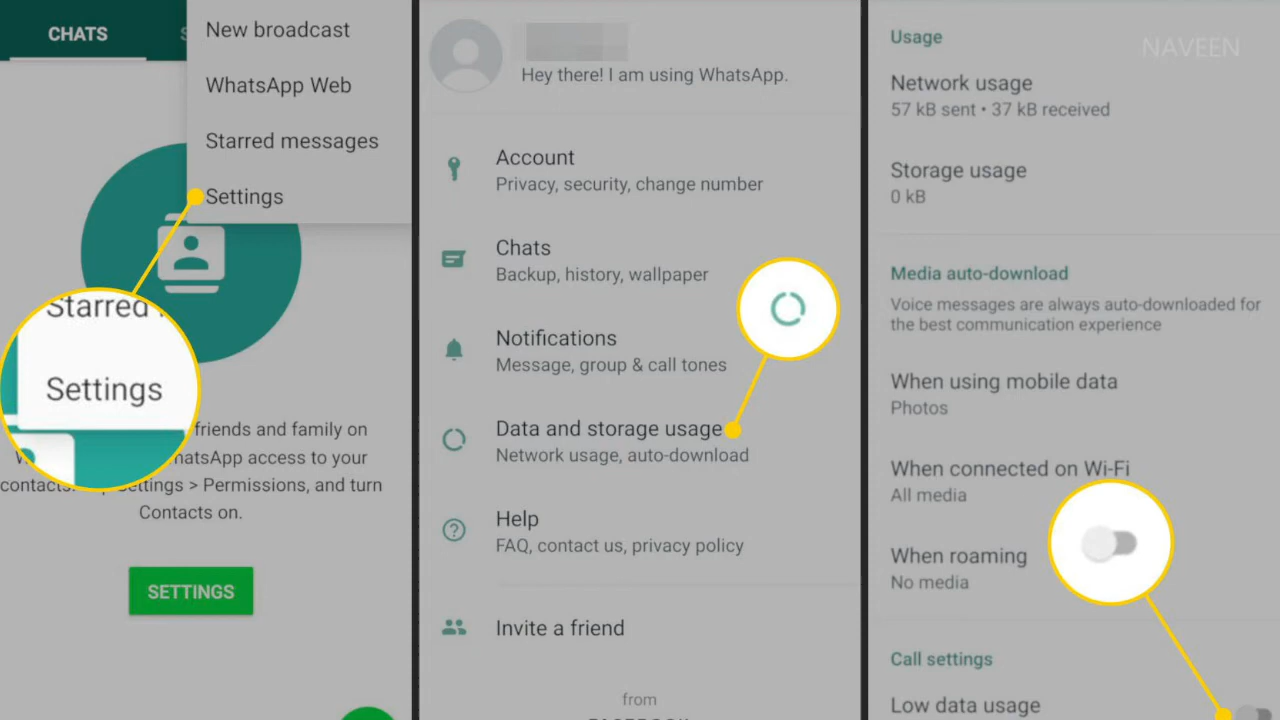 CHATS
New broadcast
WhatsApp Web
Starred messages
Settings
Starred
Settings
friends and family on
WhatsApp access to your
contacts. Settings > Permissions, and turn
Contacts on.
SETTINGS
Hey there! I am using WhatsApp.
Account
Privacy, security, change number
Chats
Backup, history, wallpaper
Notifications
Message, group & call tones
Data and storage usage
Network usage, auto-download
Help
FAQ, contact us, privacy policy
Invite a friend
from
FACEBOOK
NAVEEN
Usage
Network usage
57 kB sent • 37 kB received
Storage usage
0 kB
Media auto-download
Voice messages are always auto-downloaded for
the best communication experience
When using mobile data
Photos
When connected on Wi-Fi
All media
When roaming
No media
Call settings
Low data usage